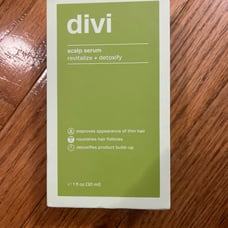 divi
scalp serum
revitalize + detoxify
improves appearance of thin hair
nourishes hair follicles
detoxifies product build-up
1 fl oz (30 ml)